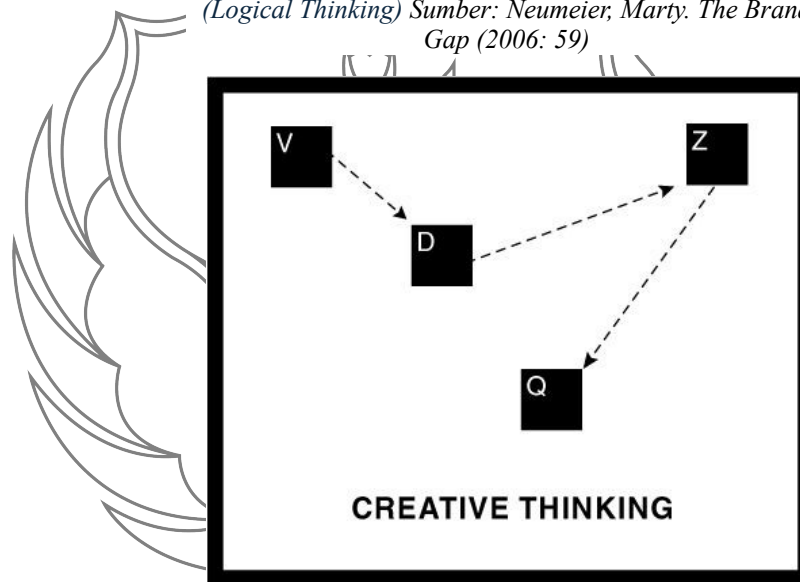 (Logical Thinking) Sumber: Neumeier, Marty. The Brand
Gap (2006: 59)
V
Z
D
Q
CREATIVE THINKING